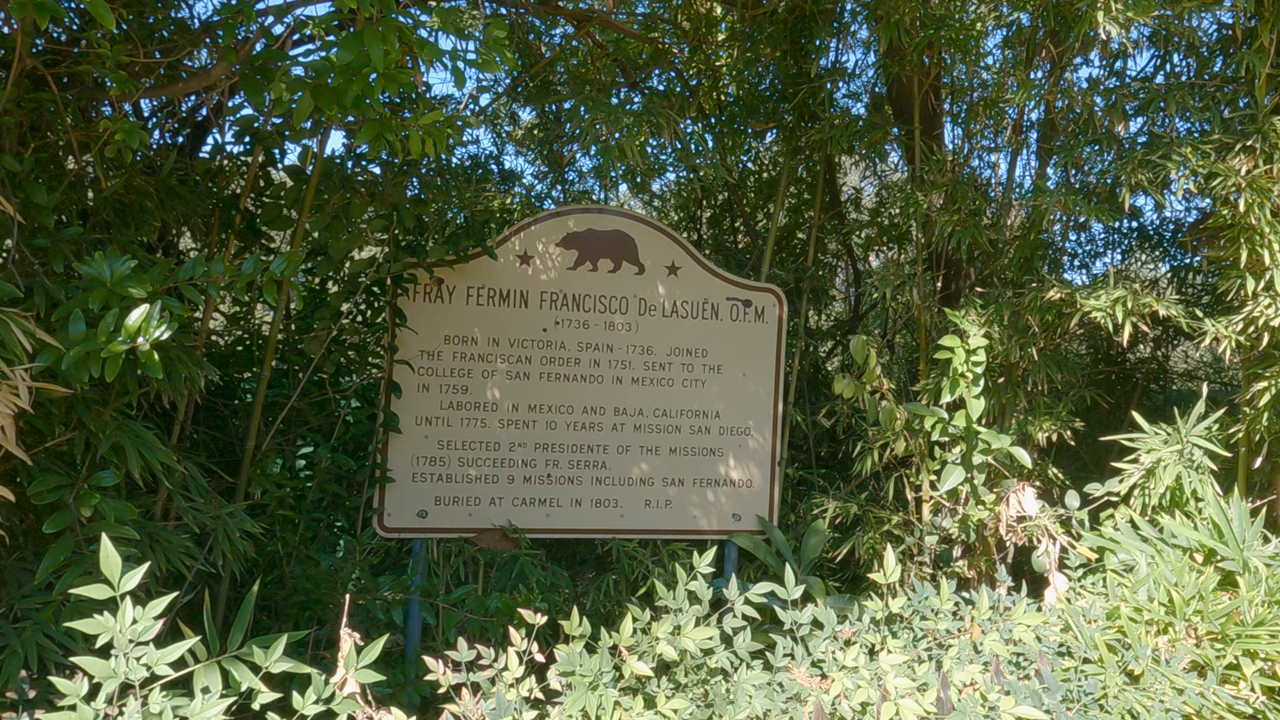 FRAY FERMIN FRANCISCO De LASUEN, O.F.M.
(1736 - 1803)
BORN IN VICTORIA, SPAIN - 1736. JOINED
THE FRANCISCAN ORDER IN 1751. SENT TO THE
COLLEGE OF SAN FERNANDO IN MEXICO CITY
IN 1759.
LABORED IN MEXICO AND BAJA, CALIFORNIA
UNTIL 1775. SPENT 10 YEARS AT MISSION SAN DIEGO.
SELECTED 2ND PRESIDENTE OF THE MISSIONS
(1785) SUCCEEDING FR. SERRA.
ESTABLISHED 9 MISSIONS INCLUDING SAN FERNANDO.
BURIED AT CARMEL IN 1803. R.I.P.